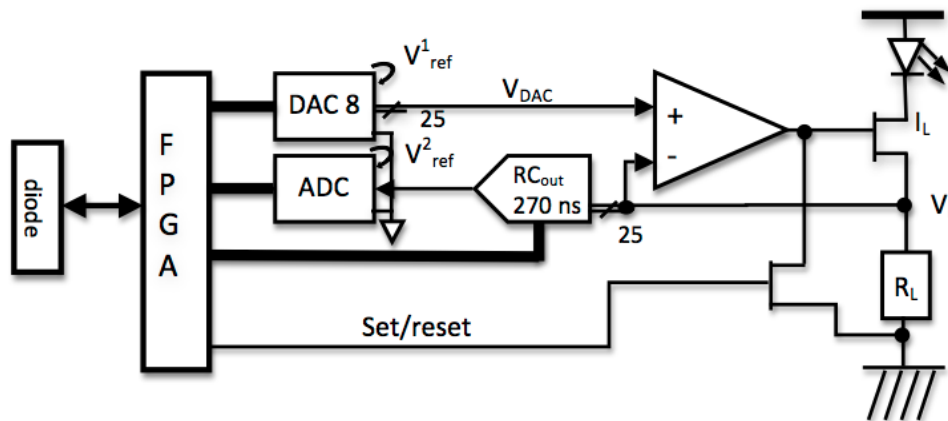 diode
F
P
G
A
DAC 8
V¹ref
25
VDAC
ADC
V²ref
RCout
270 ns
25
+
-
IL
V
RL
Set/reset